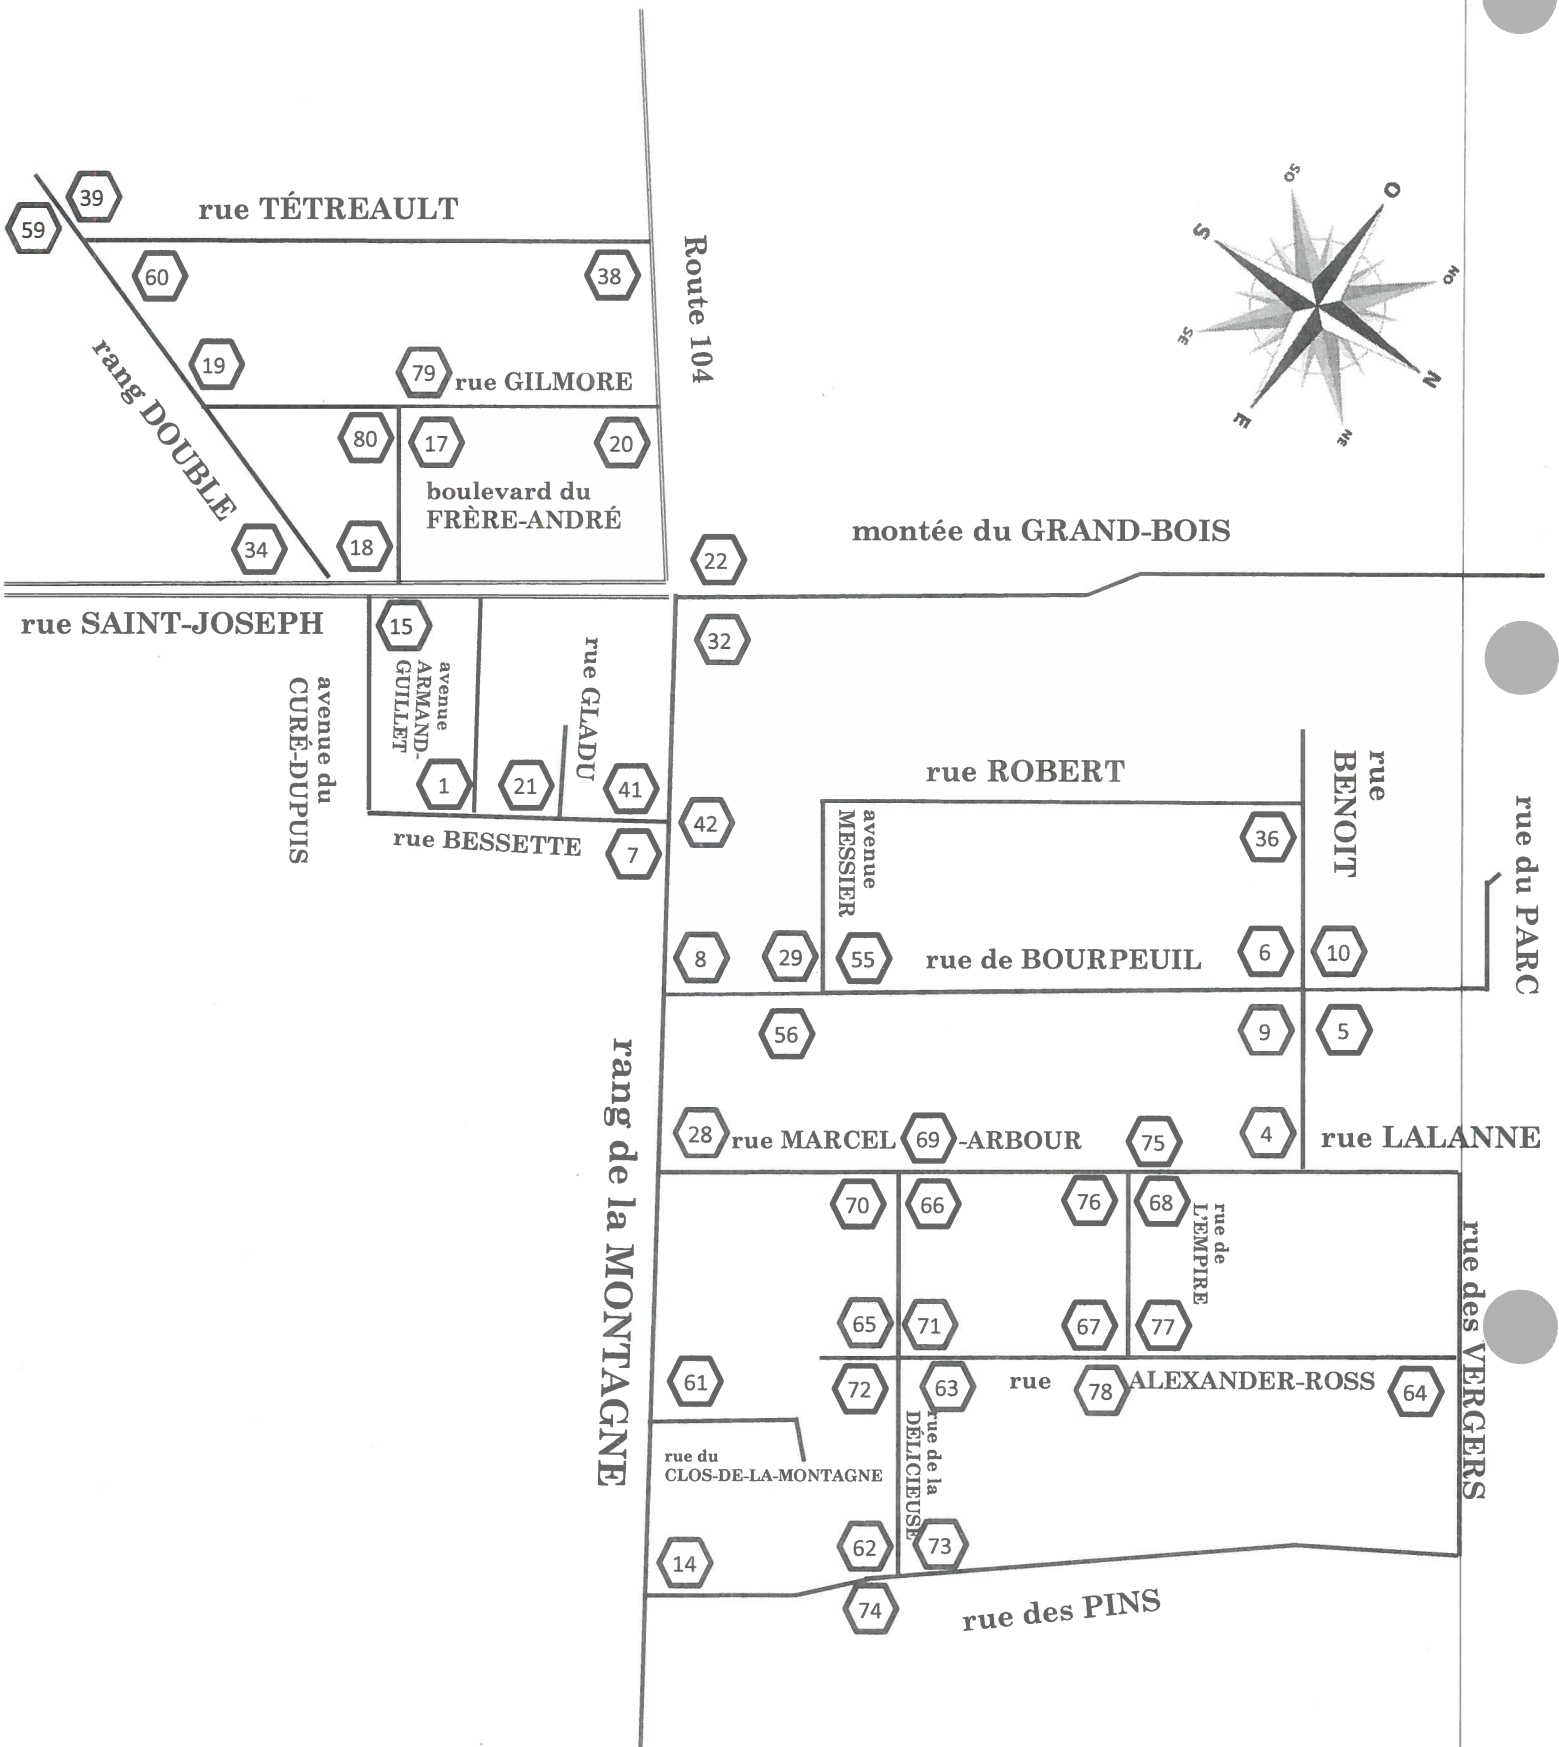 39
rue TÉTREAULT
59
60
38
Route 104
OS
O
S
NO
SE
N
E
NE
19
79
rue GILMORE
rang DOUBLE
80
17
20
boulevard du
FRÈRE-ANDRÉ
34
18
22
montée du GRAND-BOIS
rue SAINT-JOSEPH
15
32
avenue du
CURÉ-DUPUIS
avenue
ARMAND-
GUILLET
rue GLADU
1
21
41
42
rue BESSETTE
7
rue ROBERT
rue
BENOIT
avenue
MESSIER
36
rue du PARC
8
29
55
rue de BOURPEUIL
6
10
56
9
5
rang de la MONTAGNE
28
rue MARCEL
69
-ARBOUR
75
4
rue LALANNE
70
66
76
68
rue de
L'EMPIRE
rue des VERGERS
65
71
67
77
61
72
63
rue
78
ALEXANDER-ROSS
64
rue du
CLOS-DE-LA-MONTAGNE
rue de la
DÉLICIEUSE
14
62
73
74
rue des PINS